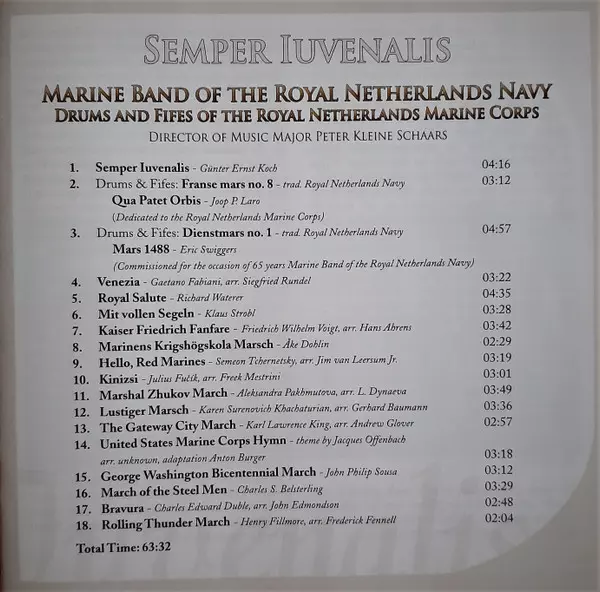 SEMPER IUVENALIS
MARINE BAND OF THE ROYAL NETHERLANDS NAVY
DRUMS AND FIFES OF THE ROYAL NETHERLANDS MARINE CORPS
DIRECTOR OF MUSIC MAJOR PETER KLEINE SCHAARS
1. Semper Iuvenalis - Günter Ernst Koch 04:16
2. Drums & Fifes: Franse mars no. 8 - trad. Royal Netherlands Navy 03:12
Qua Patet Orbis - Joop P. Laro
(Dedicated to the Royal Netherlands Marine Corps)
3. Drums & Fifes: Dienstmars no. 1 - trad. Royal Netherlands Navy 04:57
Mars 1488 - Eric Swiggers
(Commissioned for the occasion of 65 years Marine Band of the Royal Netherlands Navy)
4. Venezia - Gaetano Fabiani, arr. Siegfried Rundel 03:22
5. Royal Salute - Richard Waterer 04:35
6. Mit vollen Segeln - Klaus Strobl 03:28
7. Kaiser Friedrich Fanfare - Friedrich Wilhelm Voigt, arr. Hans Ahrens 03:42
8. Marinens Krigshögskola Marsch - Åke Dohlin 02:29
9. Hello, Red Marines - Semeon Tchernetsky, arr. Jim van Leersum Jr. 03:19
10. Kinizsi - Julius Fučík, arr. Freek Mestrini 03:01
11. Marshal Zhukov March - Aleksandra Pakhmutova, arr. L. Dynaeva 03:49
12. Lustiger Marsch - Karen Surenovich Khachaturian, arr. Gerhard Baumann 03:36
13. The Gateway City March - Karl Lawrence King, arr. Andrew Glover 02:57
14. United States Marine Corps Hymn - theme by Jacques Offenbach
arr. unknown, adaptation Anton Burger 03:18
15. George Washington Bicentennial March - John Philip Sousa 03:12
16. March of the Steel Men - Charles S. Belsterling 03:29
17. Bravura - Charles Edward Duble, arr. John Edmondson 02:48
18. Rolling Thunder March - Henry Fillmore, arr. Frederick Fennell 02:04
Total Time: 63:32